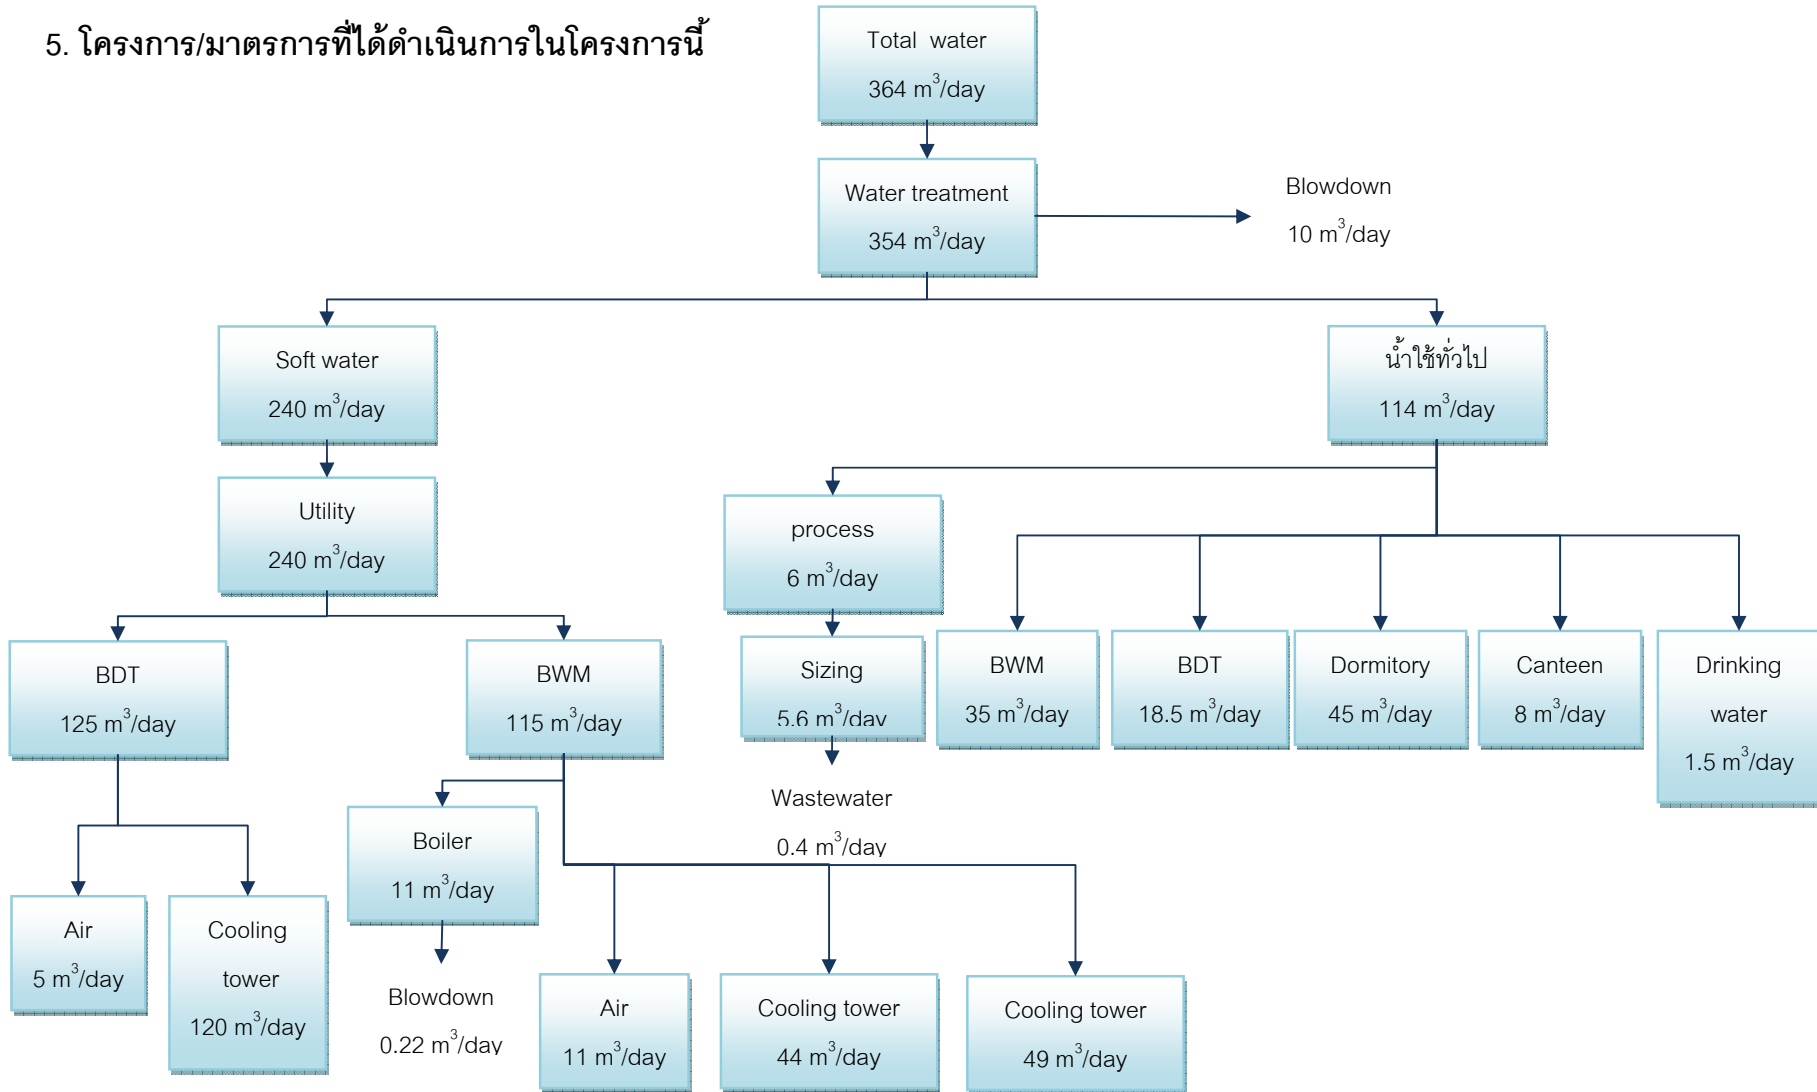 5. โครงการ/มาตรการที่ได้ดำเนินการในโครงการนี้
Total water
364 m³/day
Water treatment
354 m³/day
Blowdown
10 m³/day
Soft water
240 m³/day
น้ำใช้ทั่วไป
114 m³/day
Utility
240 m³/day
process
6 m³/day
BDT
125 m³/day
BWM
115 m³/day
Sizing
5.6 m³/day
BWM
35 m³/day
BDT
18.5 m³/day
Dormitory
45 m³/day
Canteen
8 m³/day
Drinking
water
1.5 m³/day
Wastewater
0.4 m³/day
Boiler
11 m³/day
Air
5 m³/day
Cooling
tower
120 m³/day
Blowdown
0.22 m³/day
Air
11 m³/day
Cooling tower
44 m³/day
Cooling tower
49 m³/day